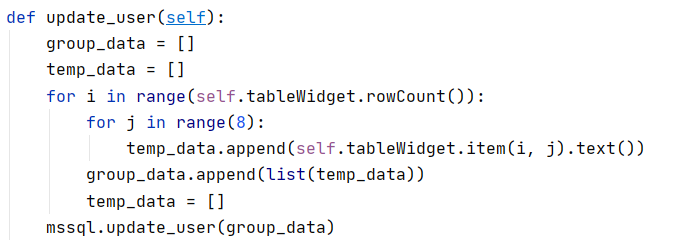 def update_user(self):
    group_data = []
    temp_data = []
    for i in range(self.tableWidget.rowCount()):
        for j in range(8):
            temp_data.append(self.tableWidget.item(i, j).text())
        group_data.append(list(temp_data))
        temp_data = []
    mssql.update_user(group_data)